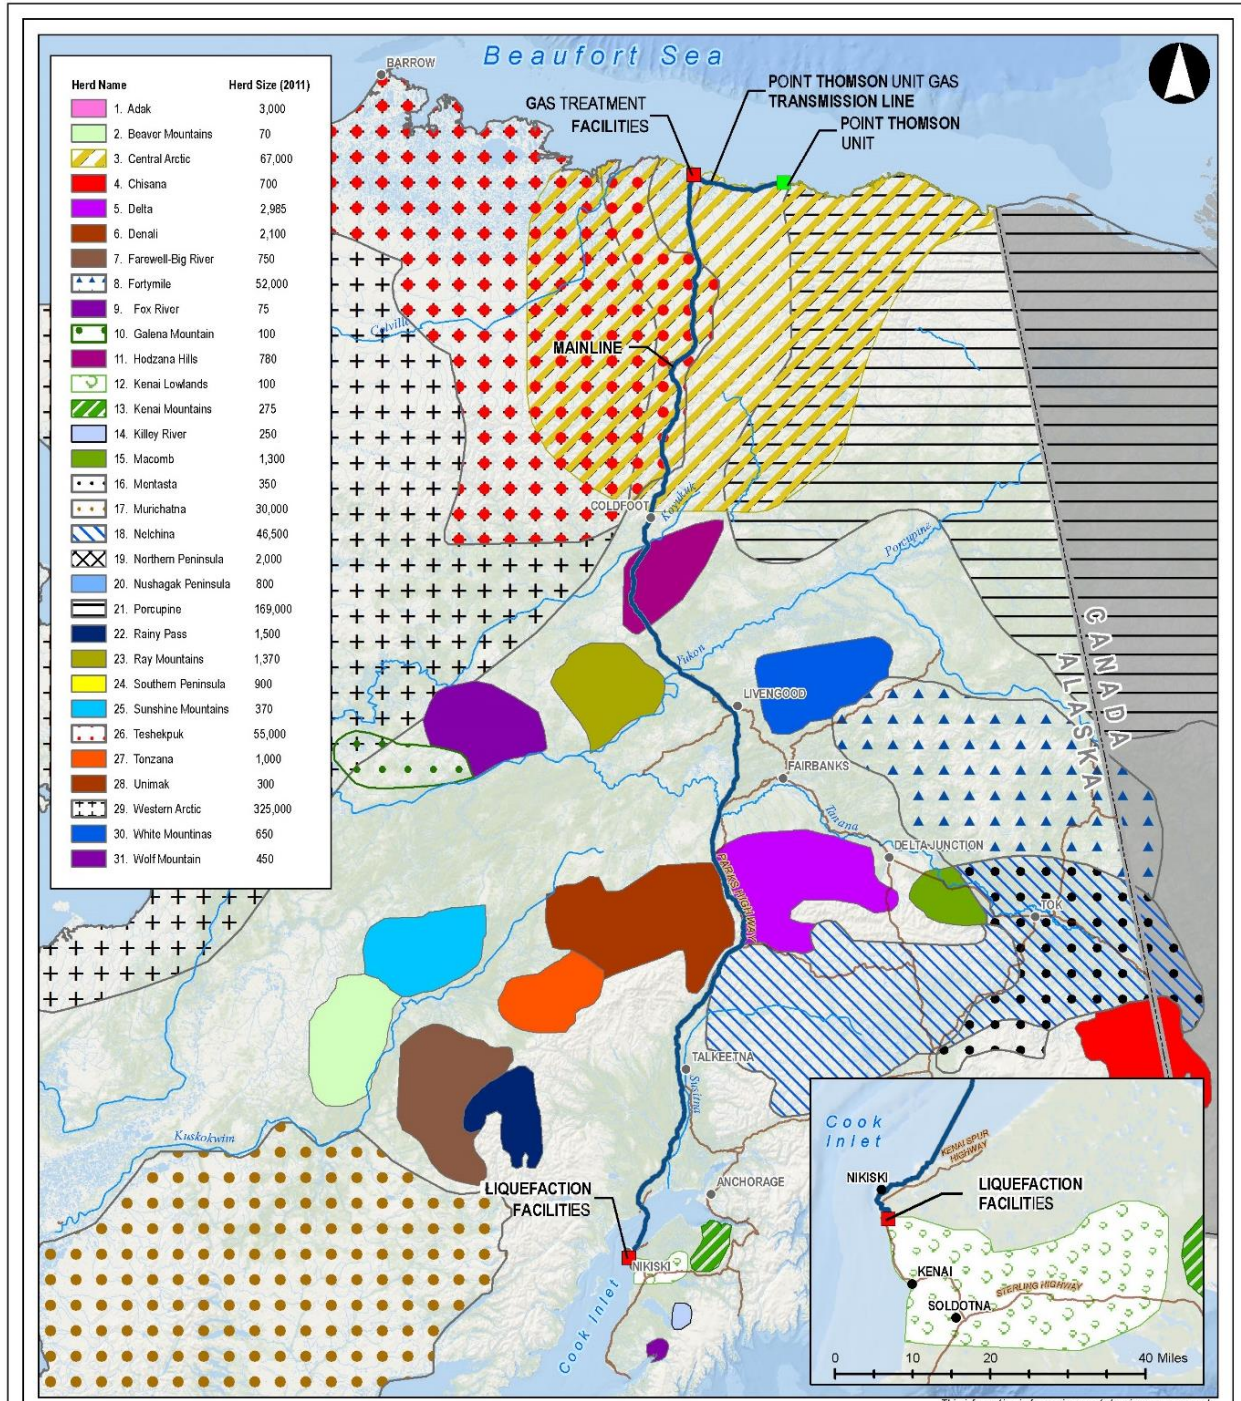 Beaufort Sea
BARROW
GAS TREATMENT
FACILITIES
POINT THOMSON UNIT GAS
TRANSMISSION LINE
POINT THOMSON
UNIT
Herd Name Herd Size (2011)
1. Adak 3,000
2. Beaver Mountains 70
3. Central Arctic 67,000
4. Chisana 700
5. Delta 2,985
6. Denali 2,100
7. Farewell-Big River 750
8. Fortymile 52,000
9. Fox River 75
10. Galena Mountain 100
11. Hodzana Hills 780
12. Kenai Lowlands 100
13. Kenai Mountains 275
14. Killey River 250
15. Macomb 1,300
16. Mentasta 350
17. Murichatna 30,000
18. Nelchina 46,500
19. Northern Peninsula 2,000
20. Nushagak Peninsula 800
21. Porcupine 169,000
22. Rainy Pass 1,500
23. Ray Mountains 1,370
24. Southern Peninsula 900
25. Sunshine Mountains 370
26. Teshekpuk 55,000
27. Tonzana 1,000
28. Unimak 300
29. Western Arctic 325,000
30. White Mountinas 650
31. Wolf Mountain 450
Colville
MAINLINE
COLDFOOT
Koyukuk
Porcupine
CANADA
ALASKA
Yukon
LIVENGOOD
FAIRBANKS
Tanana
DELTA JUNCTION
PARKS HIGHWAY
TOK
TALKEETNA
Susitna
Kuskokwim
LIQUEFACTION
FACILITIES
ANCHORAGE
NIKISKI
Cook Inlet
Cook
Inlet
KENAI SPUR
HIGHWAY
NIKISKI
LIQUEFACTION
FACILITIES
KENAI
STERLING HIGHWAY
SOLDOTNA
0 10 20 40 Miles